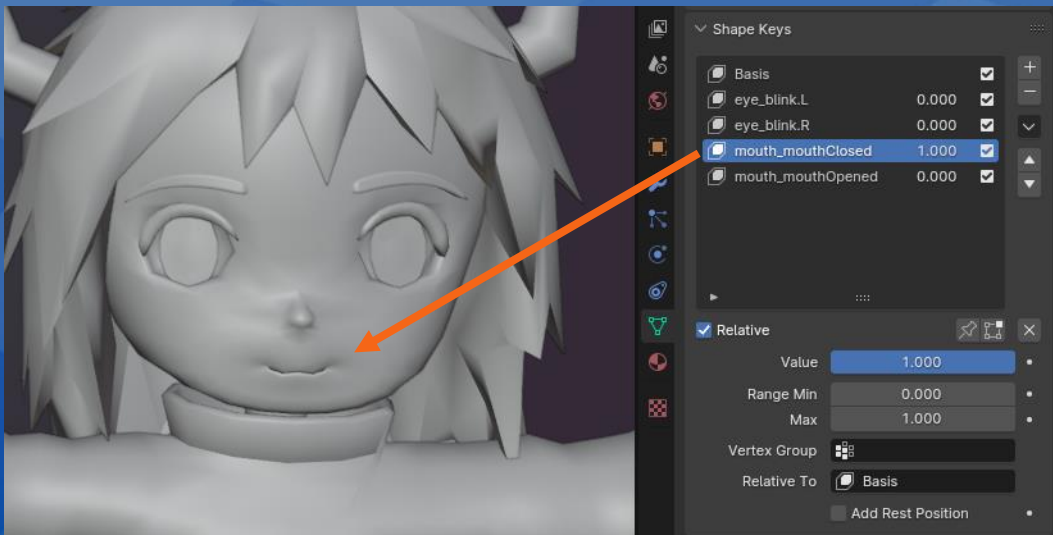 Shape Keys
Basis
eye_blink.L 0.000
eye_blink.R 0.000
mouth_mouthClosed 1.000
mouth_mouthOpened 0.000
Relative
Value 1.000
Range Min 0.000
Max 1.000
Vertex Group
Relative To Basis
Add Rest Position